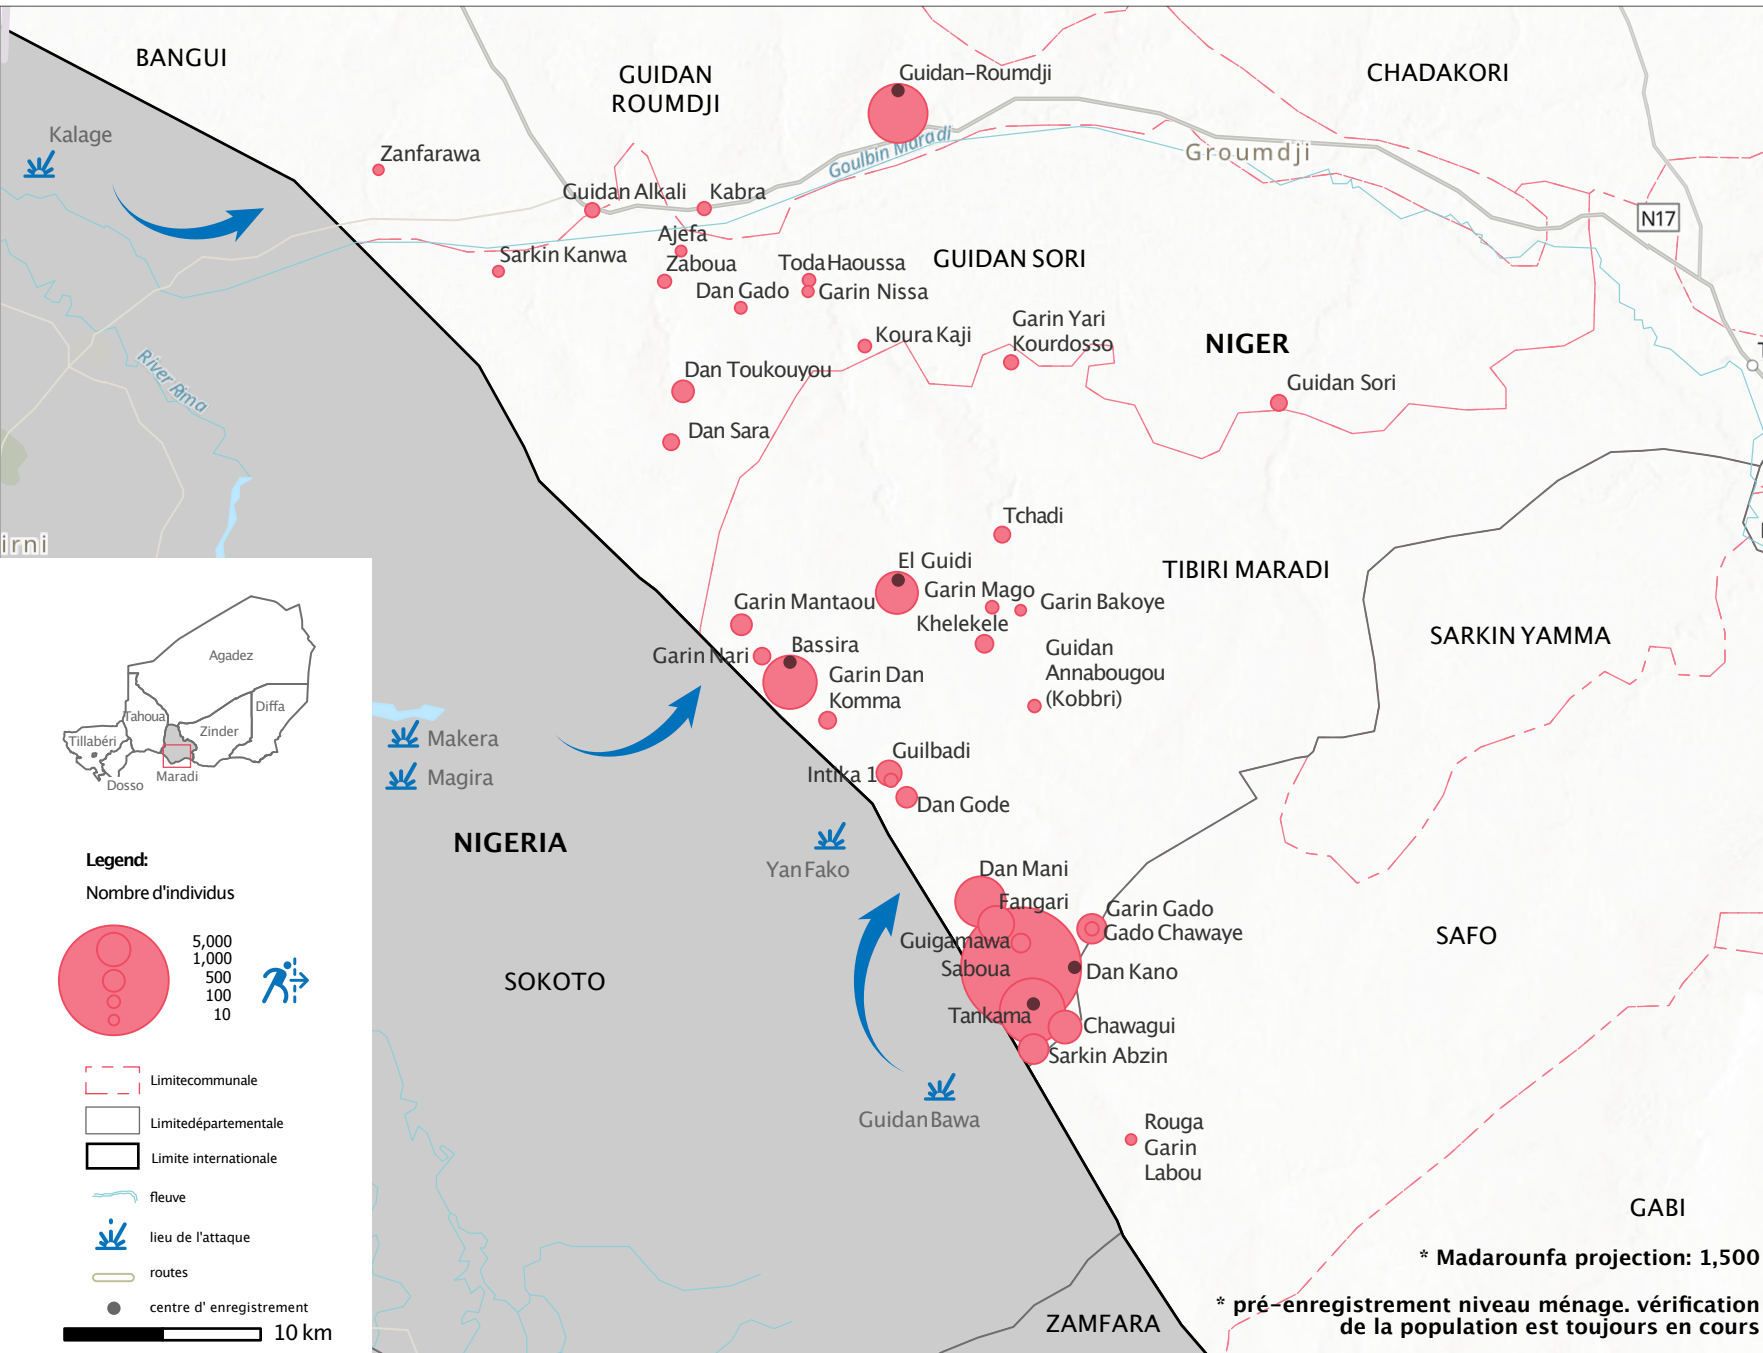 BANGUI
GUIDAN
ROUMDJI
Guidan-Roumdji
CHADAKORI
Kalage
Zanfarawa
Goulbin Maradi
Groumdji
Guidan Alkali
Kabra
N17
Ajefa
Sarkin Kanwa
Zaboua
Toda Haoussa
GUIDAN SORI
Dan Gado
Garin Nissa
Garin Yari
Kourdosso
Koura Kaji
NIGER
River Rima
Dan Toukouyou
Guidan Sori
Dan Sara
Tchadi
irni
El Guidi
TIBIRI MARADI
Garin Mago
Garin Mantaou
Garin Bakoye
Khelekele
SARKIN YAMMA
Bassira
Garin Nari
Guidan
Annabougou
(Kobbri)
Garin Dan
Komma
Agadez
Tahoua
Diffa
Zinder
Tillabéri
Maradi
Dosso
Makera
Magira
Guilbadi
Intika 1
Dan Gode
NIGERIA
Yan Fako
Legend:
Nombre d'individus
5,000
1,000
500
100
10
Dan Mani
Fangari
Garin Gado
Gado Chawaye
Guigamawa
SAFO
Saboua
Dan Kano
SOKOTO
Tankama
Chawagui
Sarkin Abzin
Limitecommunale
Limitedépartementale
Limite internationale
fleuve
lieu de l'attaque
routes
centre d' enregistrement
10 km
Guidan Bawa
Rouga
Garin
Labou
GABI
* Madarounfa projection: 1,500
* pré-enregistrement niveau ménage. vérification
de la population est toujours en cours
ZAMFARA